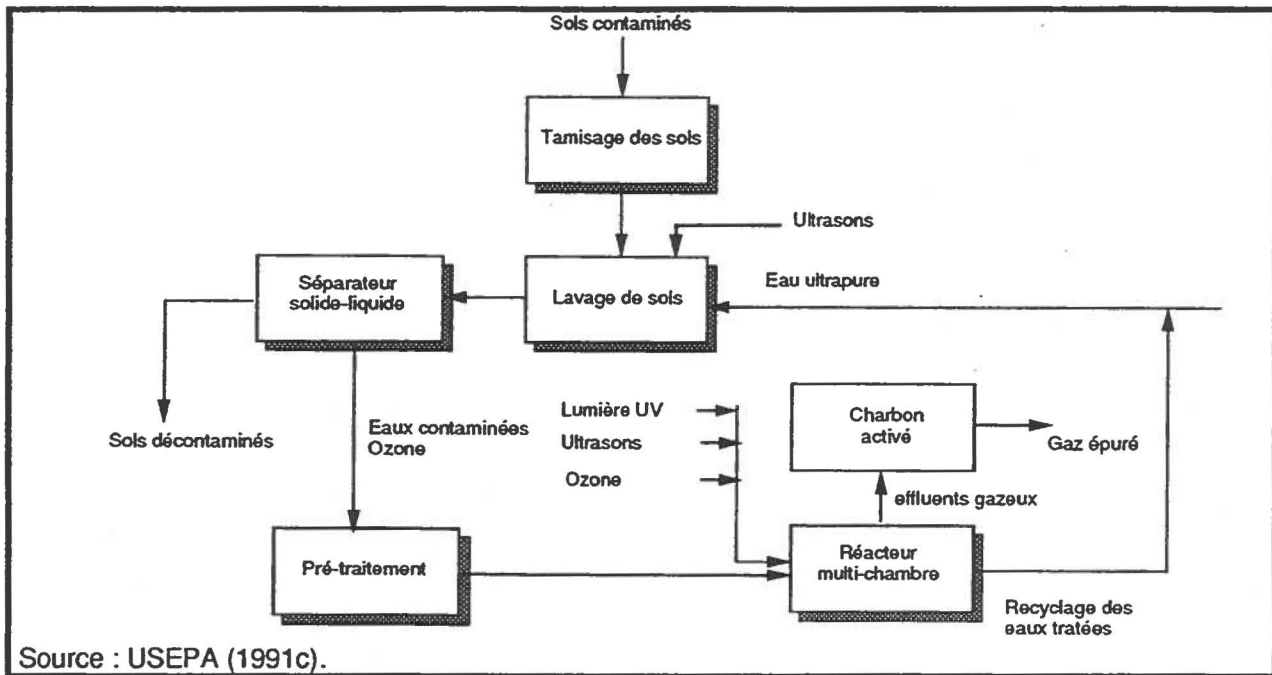 Sols contaminés
Tamisage des sols
Ultrasons
Séparateur
solide-liquide
Lavage de sols
Eau ultrapure
Sols décontaminés
Eaux contaminées
Ozone
Lumière UV
Ultrasons
Ozone
Charbon
activé
Gaz épuré
effluents gazeux
Pré-traitement
Réacteur
multi-chambre
Recyclage des
eaux tratées
Source : USEPA (1991c).